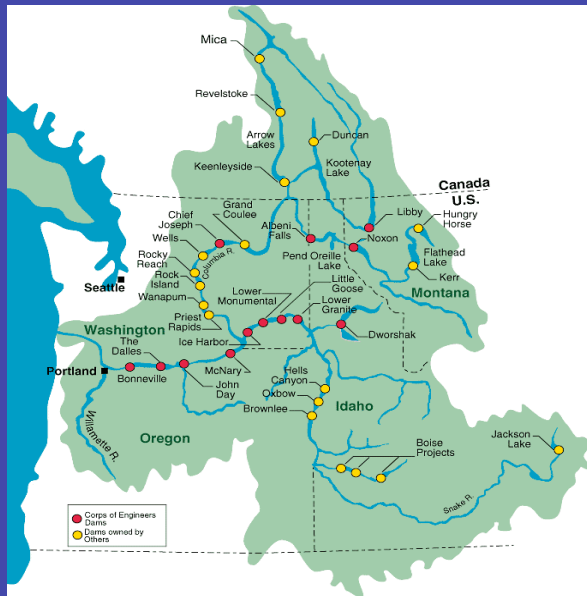 Mica
Revelstoke
Arrow
Lakes
Duncan
Keenleyside
Kootenay
Lake
Canada
U.S.
Chief
Joseph
Grand
Coulee
Albeni
Falls
Libby
Hungry
Horse
Wells
Noxon
Rocky
Reach
Columbia R.
Pend Oreille
Lake
Flathead
Lake
Rock
Island
Seattle
Kerr
Wanapum
Lower
Monumental
Little
Goose
Montana
Lower
Granite
Priest
Rapids
Washington
Ice Harbor
Dworshak
The
Dalles
Portland
Bonneville
McNary
John
Day
Hells
Canyon
Okbow
Brownlee
Idaho
Willamette R.
Oregon
Boise
Projects
Jackson
Lake
Snake R.
Corps of Engineers
Dams
Dams owned by
Others